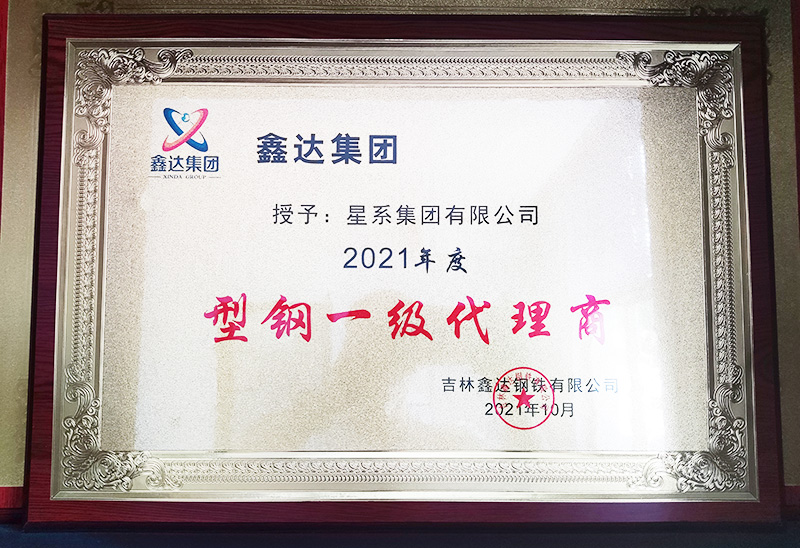 鑫达集团
XINDA GROUP
鑫达集团
授予：星系集团有限公司
2021年度
型钢一级代理商
吉林鑫达钢铁有限公司
2021年10月